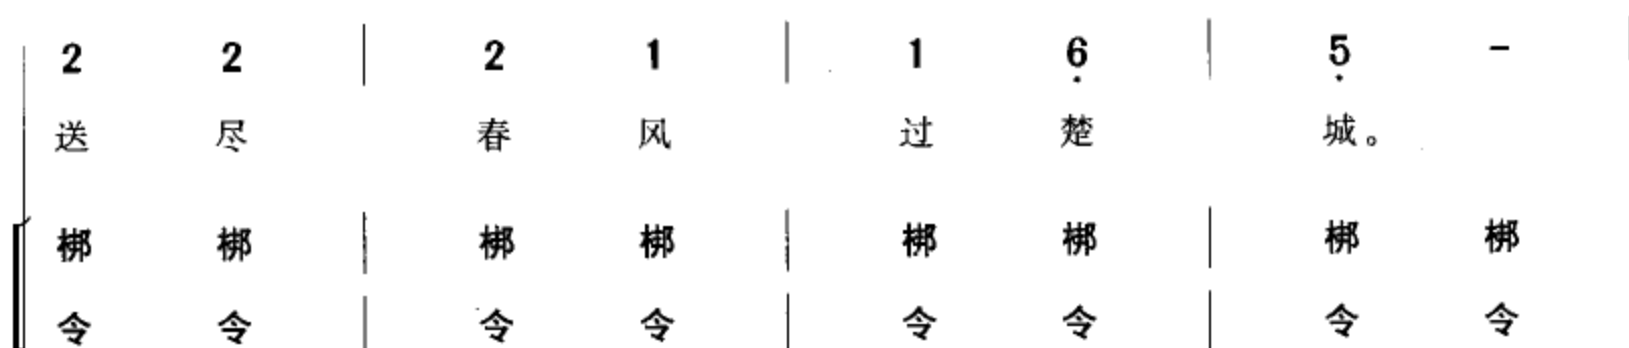 2 2 | 2 1 | 1 6̣ | 5̣ -
送 尽 春 风 过 楚 城。
梆 梆 | 梆 梆 | 梆 梆 | 梆 梆
令 令 | 令 令 | 令 令 | 令 令